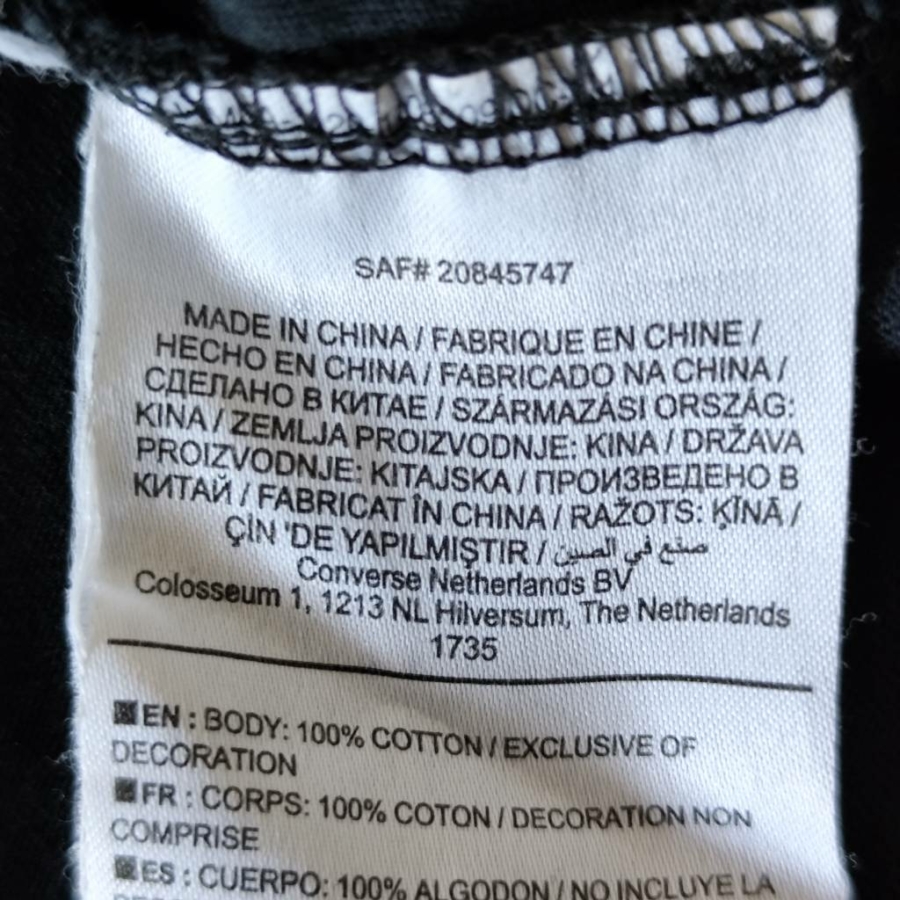 SAF# 20845747
MADE IN CHINA / FABRIQUE EN CHINE /
HECHO EN CHINA / FABRICADO NA CHINA /
СДЕЛАНО В КИТАЕ / SZÁRMAZÁSI ORSZÁG:
KINA / ZEMLJA PROIZVODNJE: KINA / DRŽAVA
PROIZVODNJE: KITAJSKA / ПРОИЗВЕДЕНО В
КИТАЙ / FABRICAT ÎN CHINA / RAŽOTS: ĶĪNĀ /
ÇİN 'DE YAPILMIŞTIR / صنع في الصين
Converse Netherlands BV
Colosseum 1, 1213 NL Hilversum, The Netherlands
1735
EN : BODY: 100% COTTON / EXCLUSIVE OF
DECORATION
FR : CORPS: 100% COTON / DECORATION NON
COMPRISE
ES : CUERPO: 100% ALGODON / NO INCLUYE LA